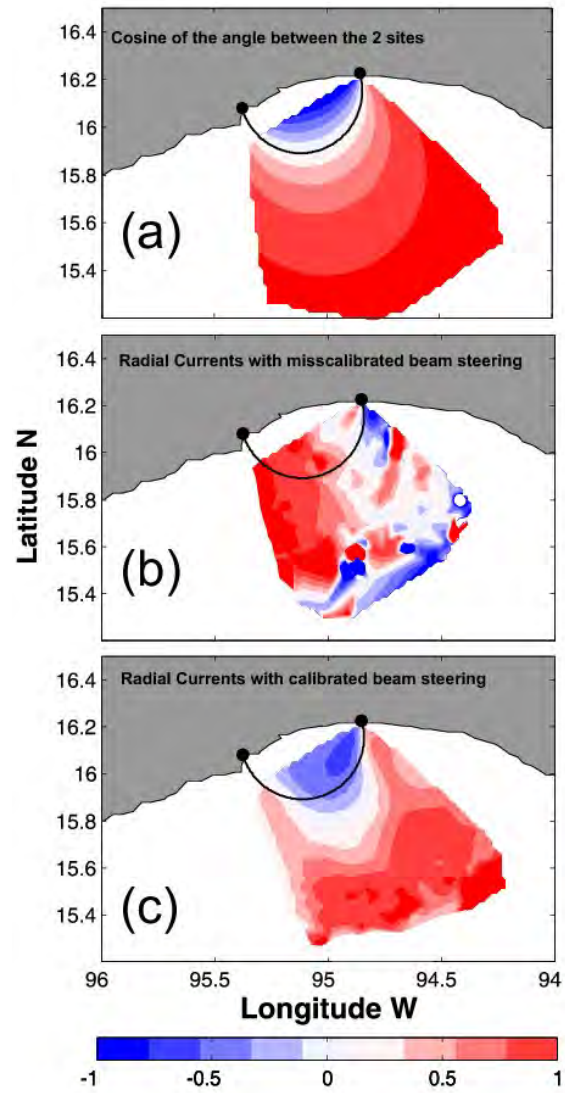 16.4
Cosine of the angle between the 2 sites
16.2
16
15.8
15.6
(a)
15.4
16.4
Radial Currents with misscalibrated beam steering
16.2
16
15.8
15.6
(b)
15.4
Latitude N
16.4
Radial Currents with calibrated beam steering
16.2
16
15.8
15.6
(c)
15.4
96 95.5 95 94.5 94
Longitude W
-1 -0.5 0 0.5 1